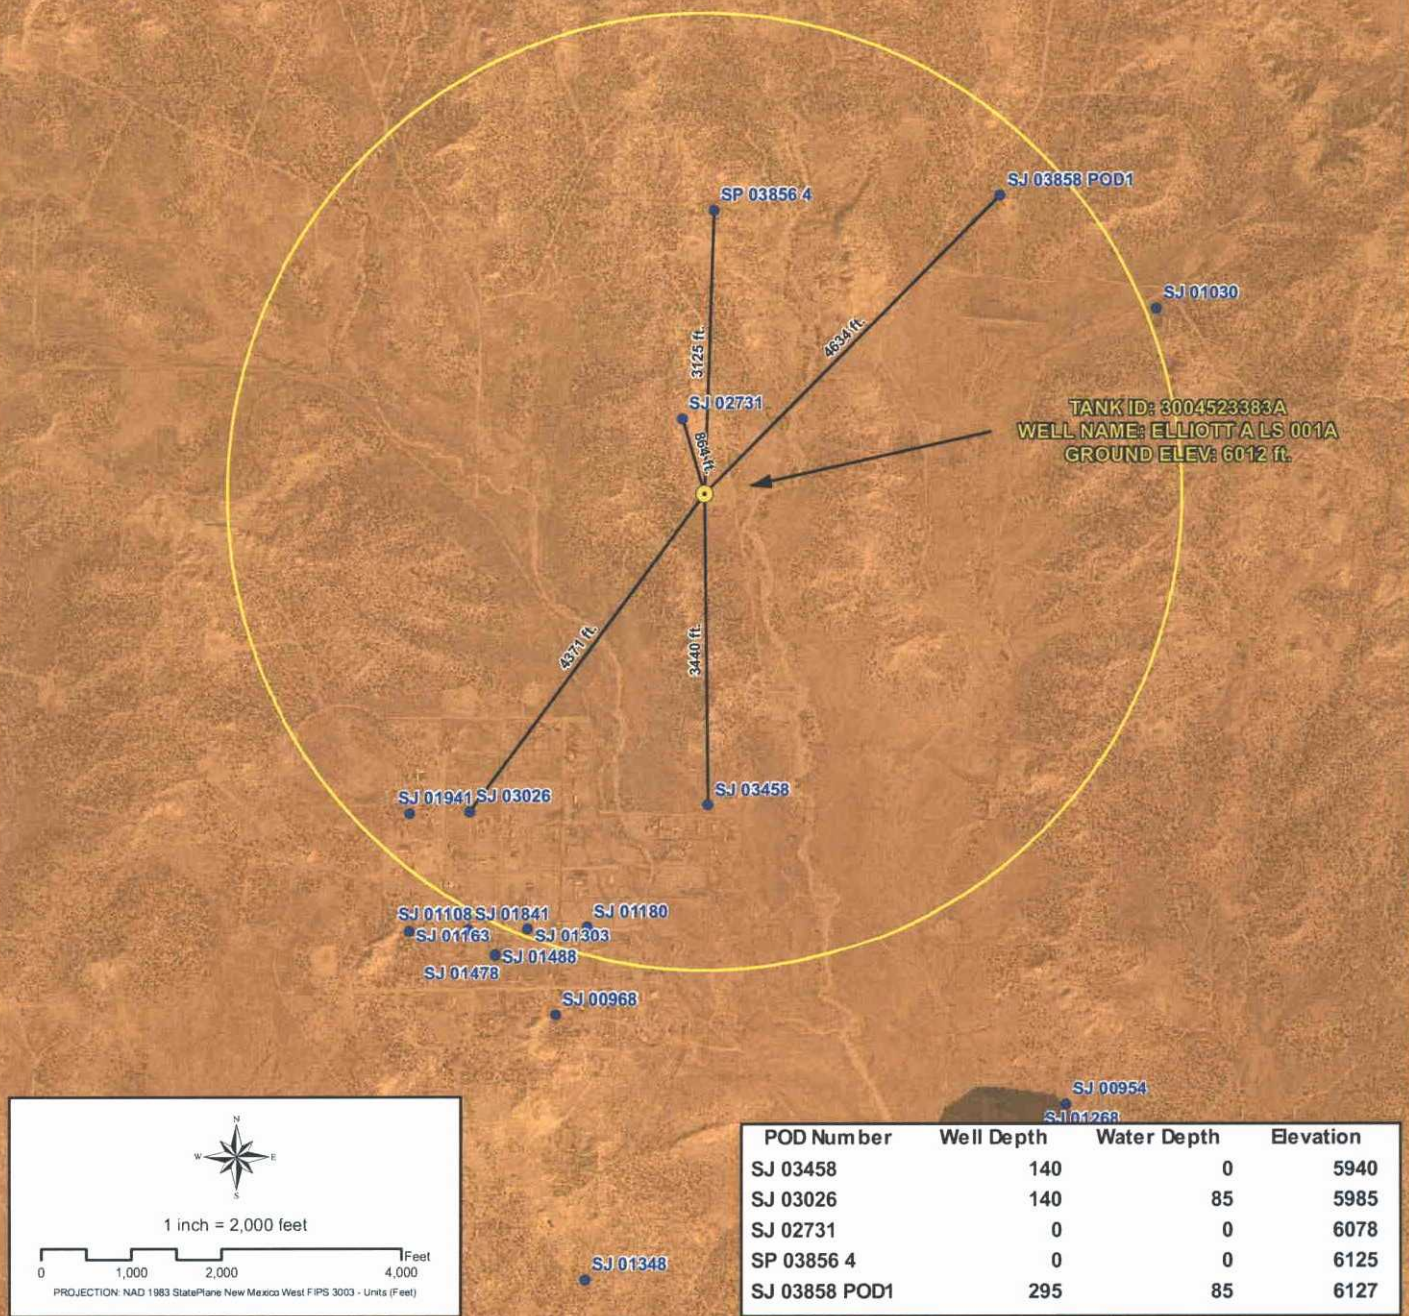 SJ 03858 POD1
SP 03856 4
SJ 01030
4634 ft.
3125 ft.
SJ 02731
864 ft.
TANK ID: 3004523383A
WELL NAME: ELLIOTT A LS 001A
GROUND ELEV: 6012 ft.
4371 ft.
3440 ft.
SJ 01941 SJ 03026
SJ 03458
SJ 01108 SJ 01841
SJ 01180
SJ 01163
SJ 01303
SJ 01488
SJ 01478
SJ 00968
SJ 00954
SJ 01268
SJ 01348
N
W E
S
1 inch = 2,000 feet
Feet
0 1,000 2,000 4,000
PROJECTION: NAD 1983 StatePlane New Mexico West FIPS 3003 - Units (Feet)
POD Number Well Depth Water Depth Elevation
SJ 03458 140 0 5940
SJ 03026 140 85 5985
SJ 02731 0 0 6078
SP 03856 4 0 0 6125
SJ 03858 POD1 295 85 6127